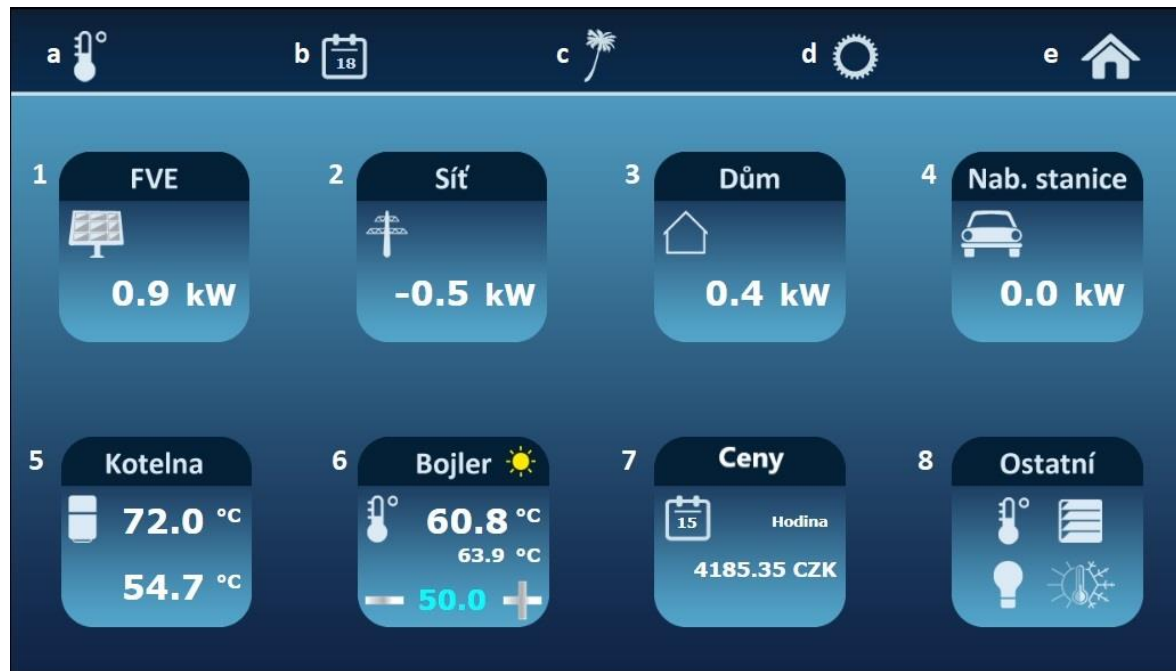 a
b 18
c
d
e
1 FVE
0.9 kW
2 Síť
-0.5 kW
3 Dům
0.4 kW
4 Nab. stanice
0.0 kW
5 Kotelna
72.0 °C
54.7 °C
6 Bojler
60.8 °C
63.9 °C
50.0
7 Ceny
15 Hodina
4185.35 CZK
8 Ostatní